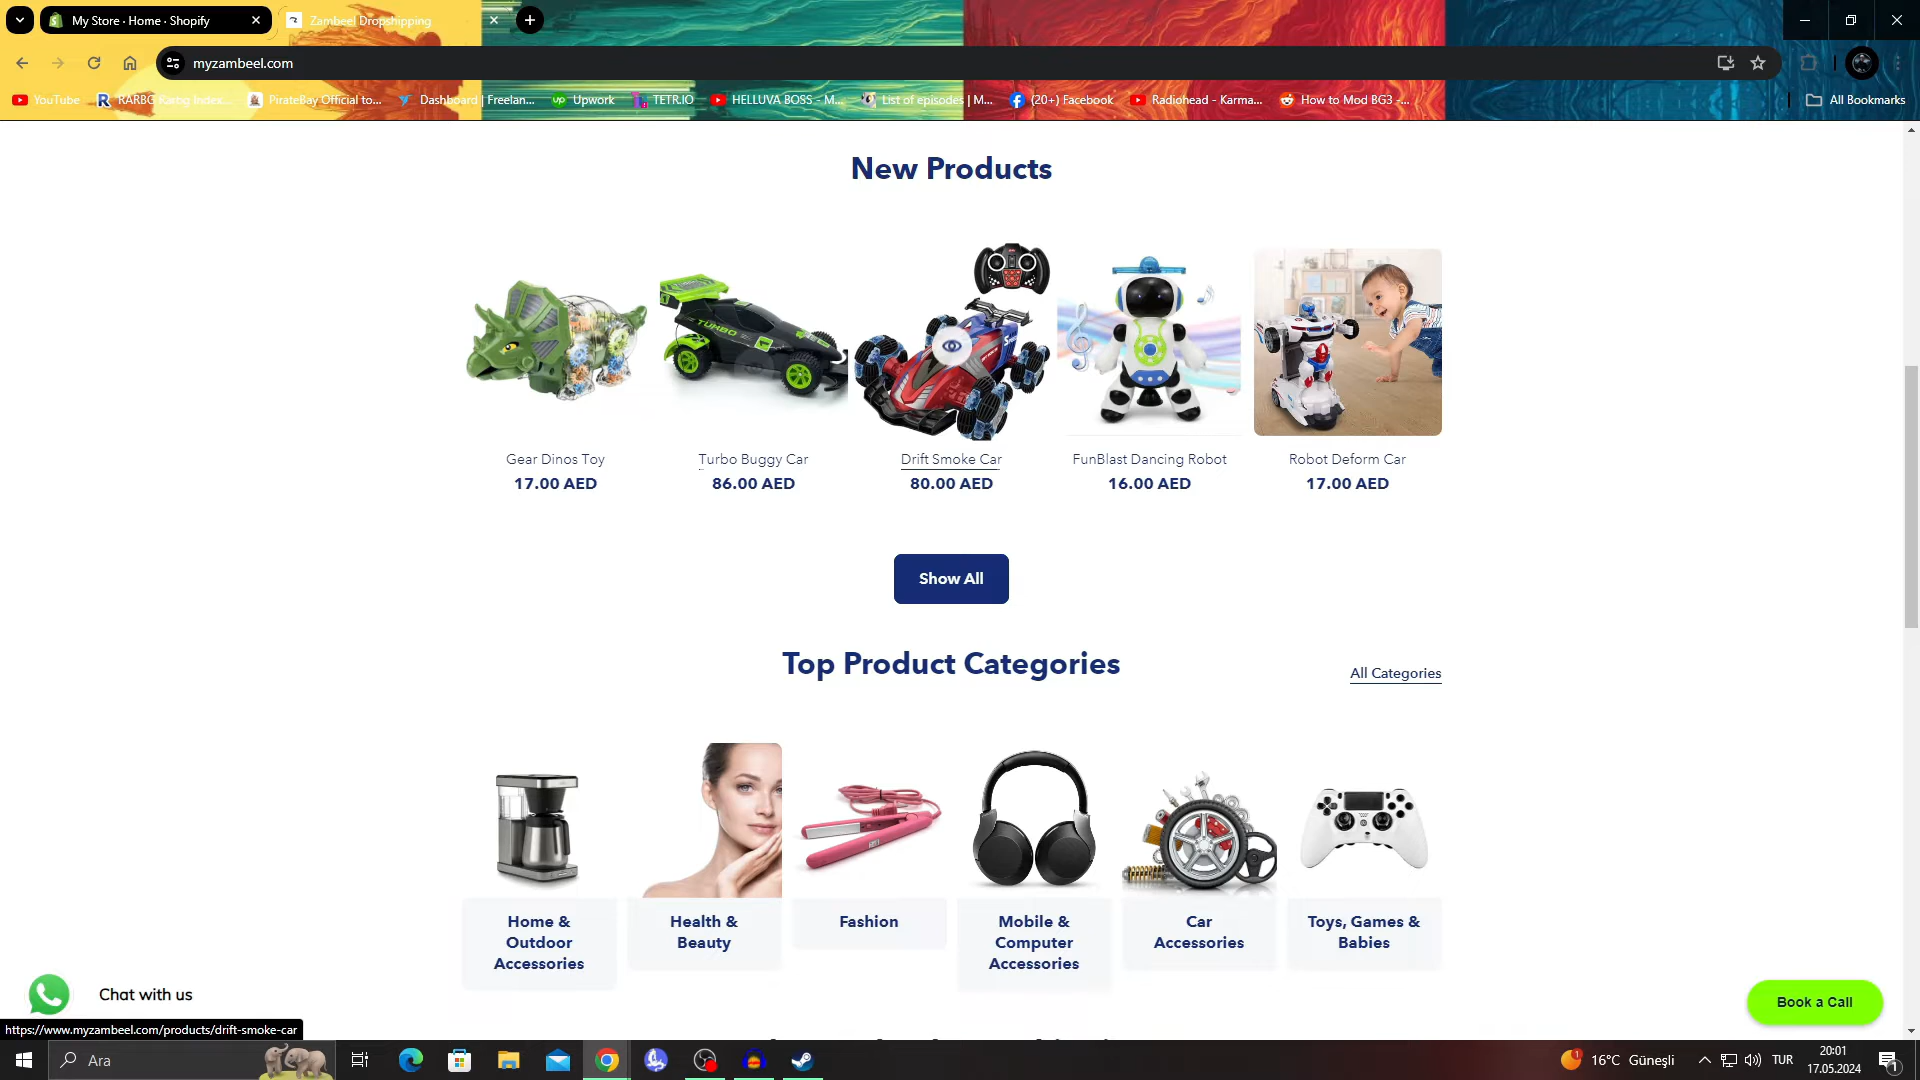 My Store · Home · Shopify
Zambeel Dropshipping
myzambeel.com
YouTube
RARBG Rarbg Index...
PirateBay Official to...
Dashboard | Freelan...
Upwork
TETR.IO
HELLUVA BOSS - M...
List of episodes | M...
(20+) Facebook
Radiohead - Karma...
How to Mod BG3 -...
All Bookmarks
New Products
TURBO
Gear Dinos Toy
Turbo Buggy Car
Drift Smoke Car
FunBlast Dancing Robot
Robot Deform Car
17.00 AED
86.00 AED
80.00 AED
16.00 AED
17.00 AED
Show All
Top Product Categories
All Categories
Home &
Outdoor
Accessories
Health &
Beauty
Fashion
Mobile &
Computer
Accessories
Car
Accessories
Toys, Games &
Babies
Chat with us
Book a Call
https://www.myzambeel.com/products/drift-smoke-car
Ara
1
16°C Güneşli
TUR
20:01
17.05.2024
1